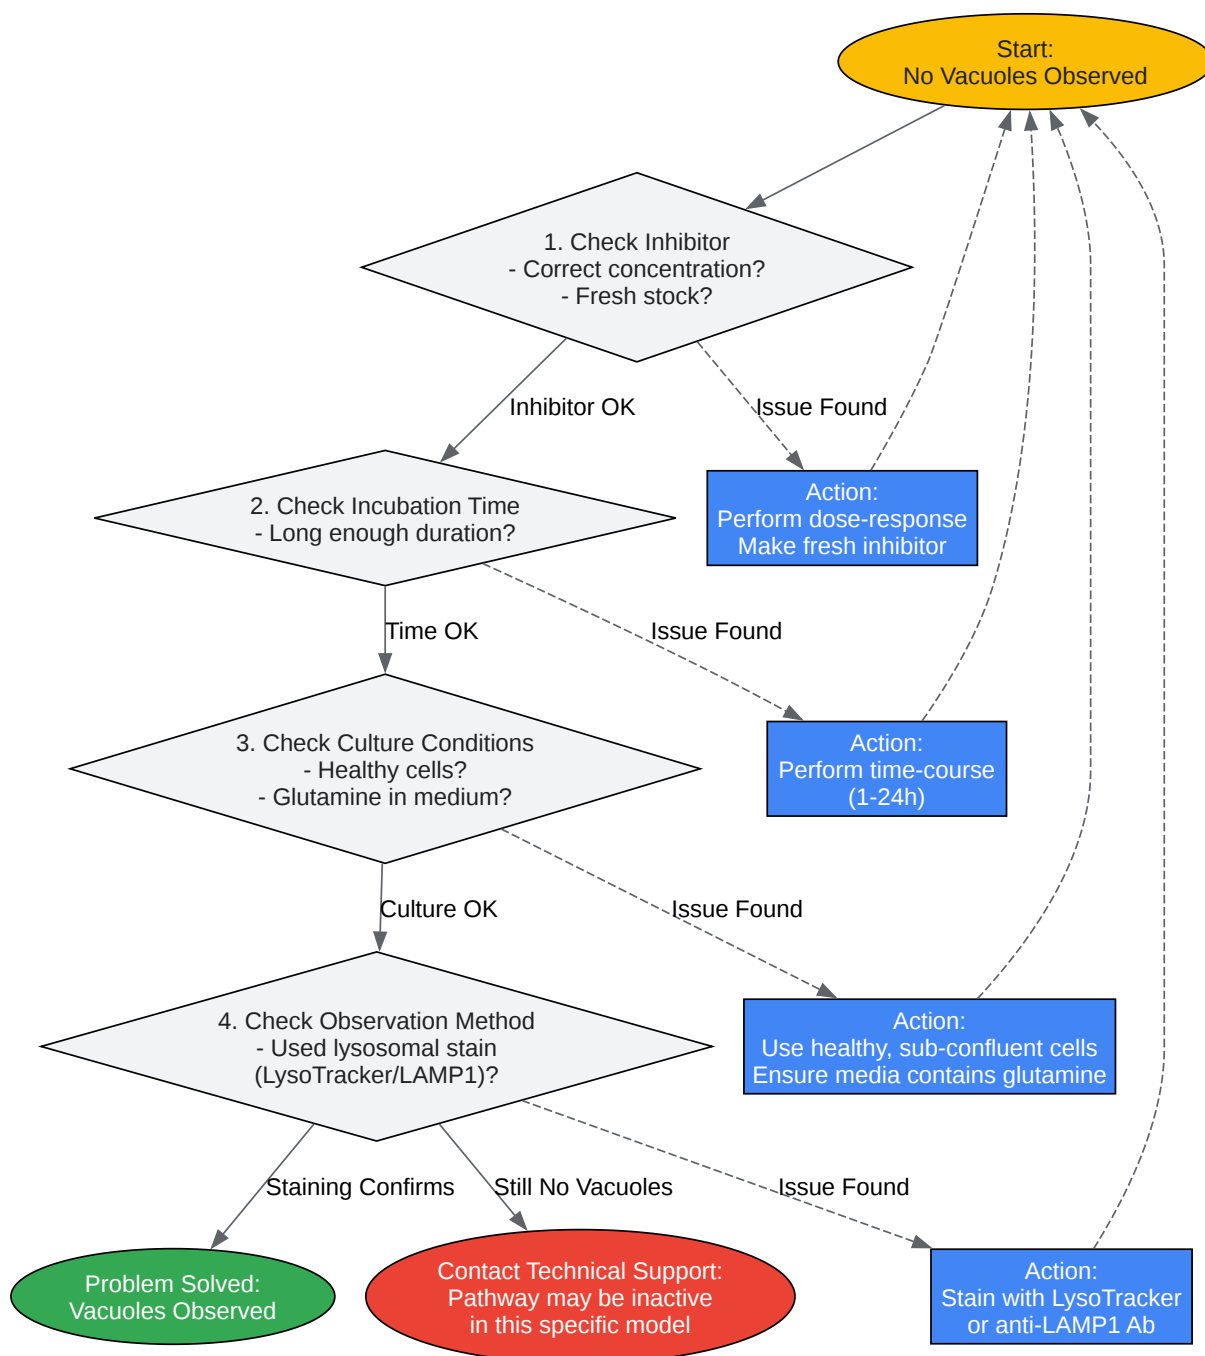 Start:
No Vacuoles Observed
1. Check Inhibitor
- Correct concentration?
- Fresh stock?
Inhibitor OK
Issue Found
2. Check Incubation Time
- Long enough duration?
Action:
Perform dose-response
Make fresh inhibitor
Time OK
Issue Found
3. Check Culture Conditions
- Healthy cells?
- Glutamine in medium?
Action:
Perform time-course
(1-24h)
Culture OK
Issue Found
4. Check Observation Method
- Used lysosomal stain
(LysoTracker/LAMP1)?
Action:
Use healthy, sub-confluent cells
Ensure media contains glutamine
Staining Confirms
Still No Vacuoles
Issue Found
Problem Solved:
Vacuoles Observed
Contact Technical Support:
Pathway may be inactive
in this specific model
Action:
Stain with LysoTracker
or anti-LAMP1 Ab